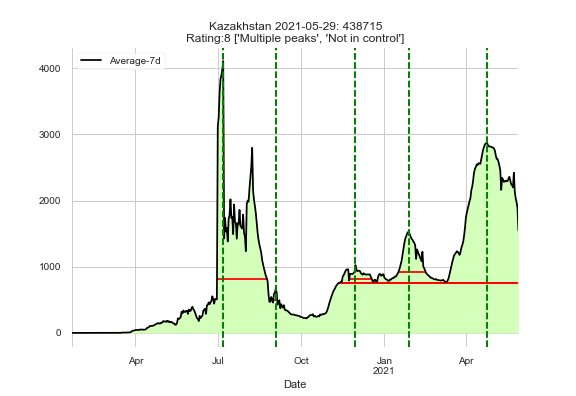 Kazakhstan 2021-05-29: 438715
Rating:8 ['Multiple peaks', 'Not in control']
Average-7d
4000
3000
2000
1000
0
Apr
Jul
Oct
Jan
2021
Apr
Date